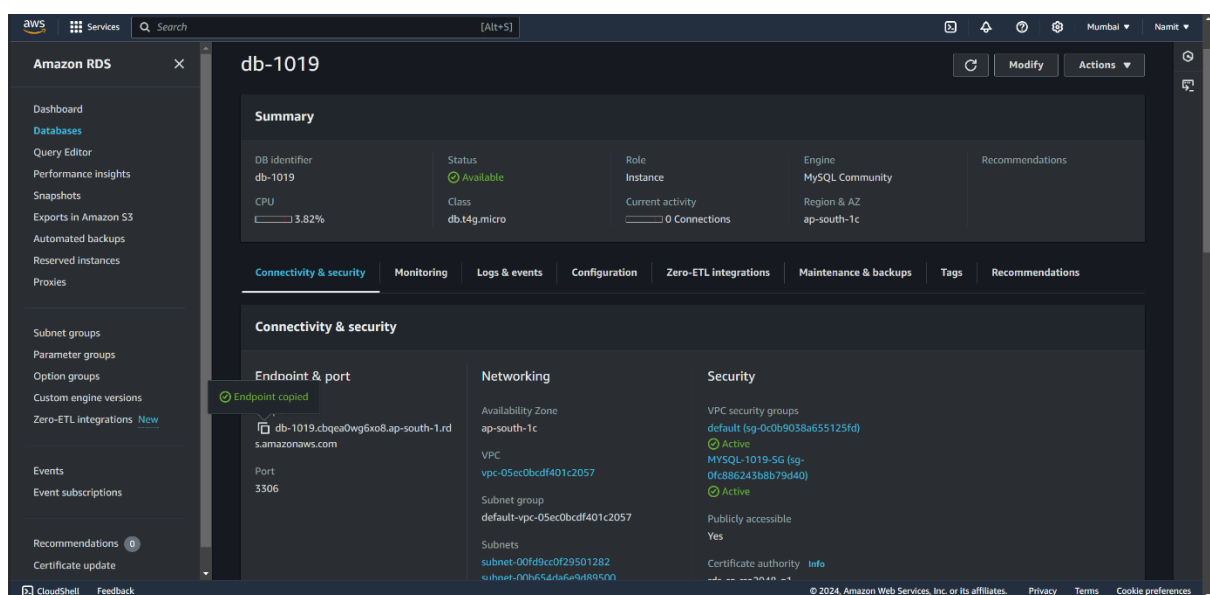 aws Services Search [Alt+S] Mumbai Namit
Amazon RDS
Dashboard
Databases
Query Editor
Performance insights
Snapshots
Exports in Amazon S3
Automated backups
Reserved instances
Proxies
Subnet groups
Parameter groups
Option groups
Custom engine versions
Zero-ETL integrations New
Events
Event subscriptions
Recommendations 0
Certificate update
db-1019
Modify Actions
Summary
DB identifier
db-1019
Status
Available
Role
Instance
Engine
MySQL Community
Recommendations
CPU
3.82%
Class
db.t4g.micro
Current activity
0 Connections
Region & AZ
ap-south-1c
Connectivity & security Monitoring Logs & events Configuration Zero-ETL integrations Maintenance & backups Tags Recommendations
Connectivity & security
Endpoint & port
Endpoint copied
db-1019.cbqea0wg6xo8.ap-south-1.rd
s.amazonaws.com
Port
3306
Networking
Availability Zone
ap-south-1c
VPC
vpc-05ec0bcdf401c2057
Subnet group
default-vpc-05ec0bcdf401c2057
Subnets
subnet-00fd9cc0f29501282
subnet-00b654da6e9d89500
Security
VPC security groups
default (sg-0c0b9038a655125fd)
Active
MYSQL-1019-SG (sg-
0fc886243b8b79d40)
Active
Publicly accessible
Yes
Certificate authority Info
CloudShell Feedback © 2024, Amazon Web Services, Inc. or its affiliates. Privacy Terms Cookie preferences